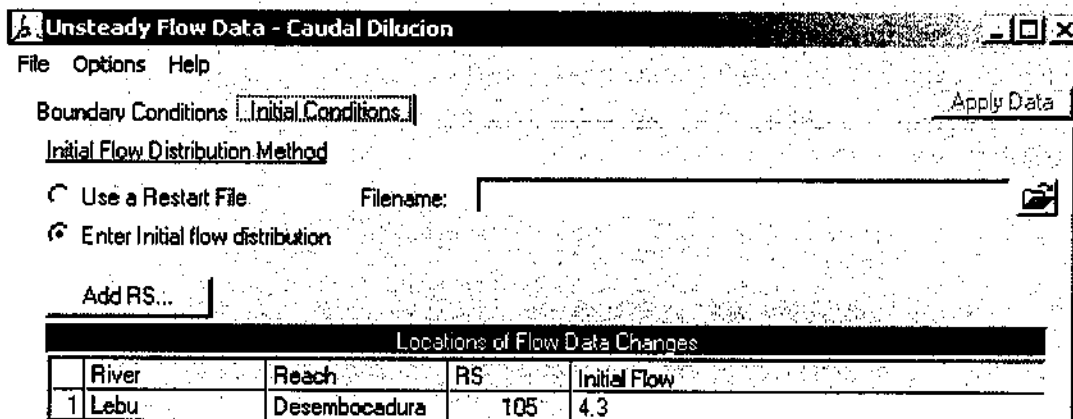 Unsteady Flow Data - Caudal Dilucion
File Options Help
Boundary Conditions Initial Conditions Apply Data
Initial Flow Distribution Method
Use a Restart File Filename:
Enter Initial flow distribution
Add RS...
Locations of Flow Data Changes
River Reach RS Initial Flow
1 Lebu Desembocadura 105 4.3